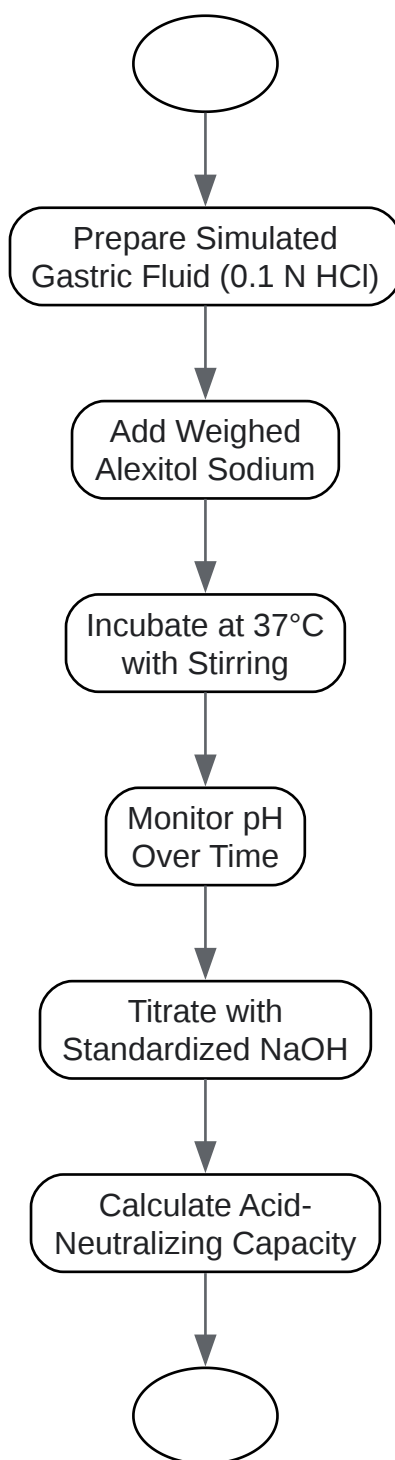 Prepare Simulated
Gastric Fluid (0.1 N HCl)
Add Weighed
Alexitol Sodium
Incubate at 37°C
with Stirring
Monitor pH
Over Time
Titrate with
Standardized NaOH
Calculate Acid-
Neutralizing Capacity